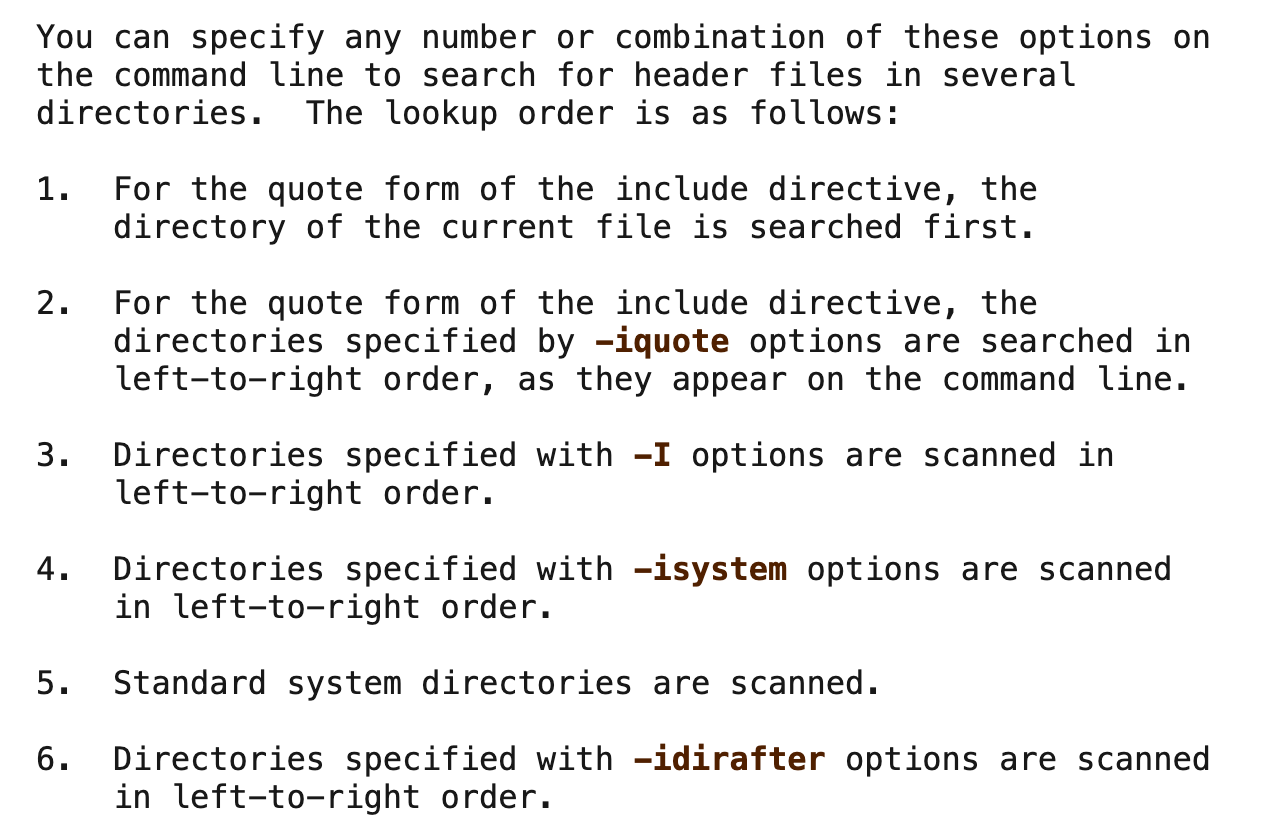 You can specify any number or combination of these options on
the command line to search for header files in several
directories.  The lookup order is as follows:
1.  For the quote form of the include directive, the
directory of the current file is searched first.
2.  For the quote form of the include directive, the
directories specified by -iquote options are searched in
left-to-right order, as they appear on the command line.
3.  Directories specified with -I options are scanned in
left-to-right order.
4.  Directories specified with -isystem options are scanned
in left-to-right order.
5.  Standard system directories are scanned.
6.  Directories specified with -idirafter options are scanned
in left-to-right order.